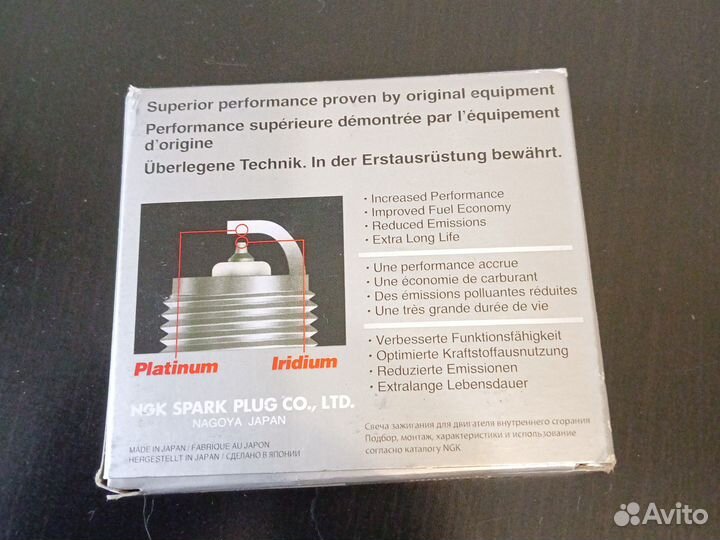 Superior performance proven by original equipment
Performance supérieure démontrée par l'équipement
d'origine
Überlegene Technik. In der Erstausrüstung bewährt.
· Increased Performance
· Improved Fuel Economy
· Reduced Emissions
· Extra Long Life
· Une performance accrue
· Une économie de carburant
· Des émissions polluantes réduites
· Une très grande durée de vie
· Verbesserte Funktionsfähigkeit
· Optimierte Kraftstoffausnutzung
· Reduzierte Emissionen
· Extralange Lebensdauer
Platinum Iridium
NGK SPARK PLUG CO., LTD.
NAGOYA JAPAN
MADE IN JAPAN / FABRIQUE AU JAPON
HERGESTELLT IN JAPAN / СДЕЛАНО В ЯПОНИИ
Свеча зажигания для двигателя внутреннего сгорания
Подбор, монтаж, характеристики и использование
согласно каталогу NGK
Avito